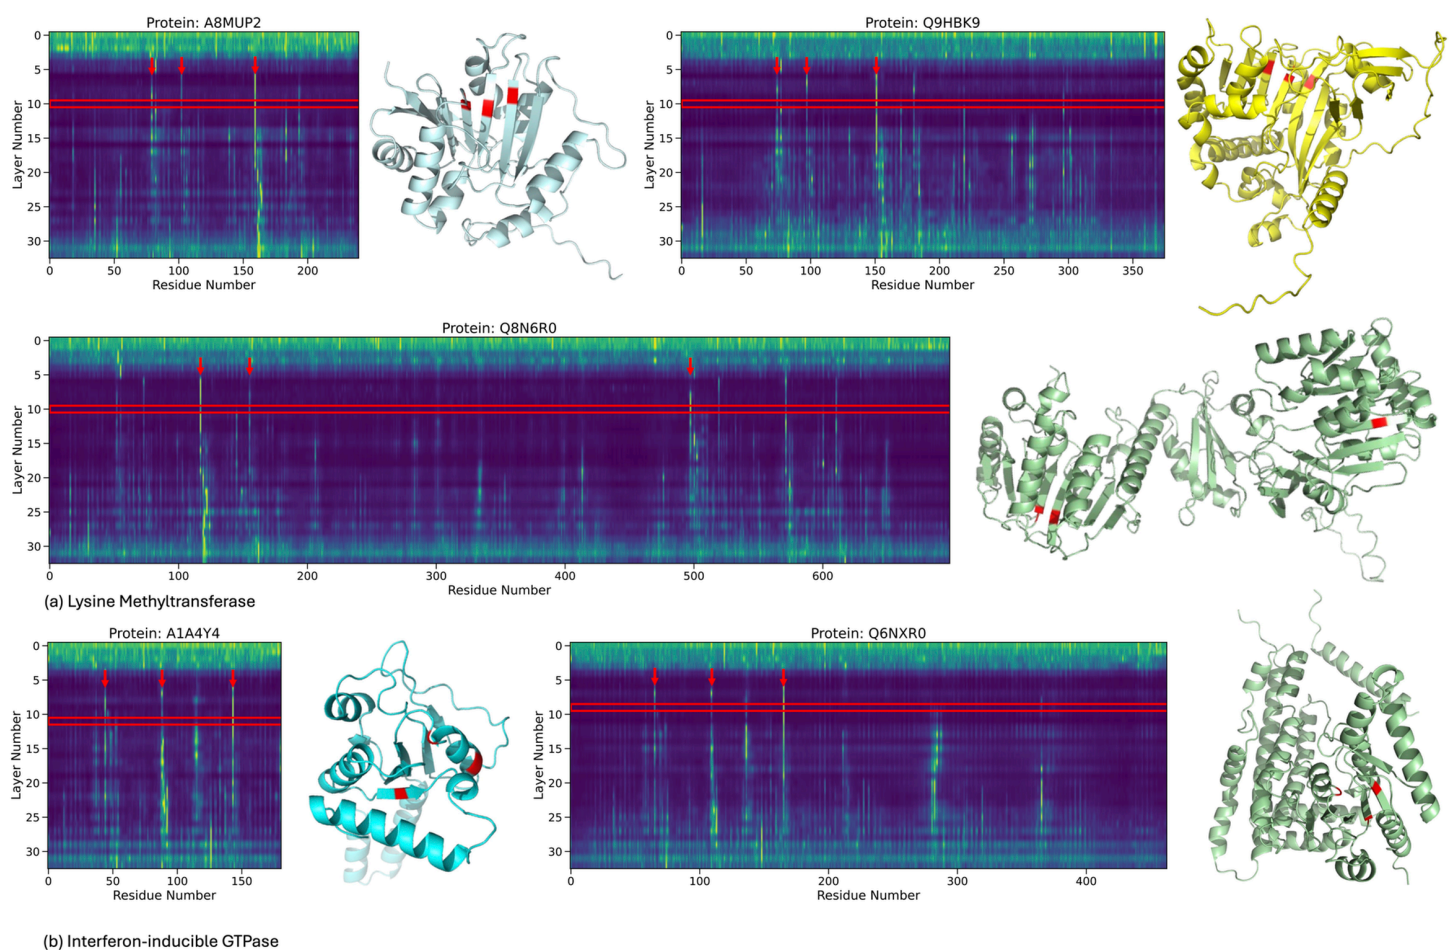 Protein: A8MUP2
Protein: Q9HBK9
Layer Number
0
5
10
15
20
25
30
0 50 100 150 200
Residue Number
Layer Number
0
5
10
15
20
25
30
0 50 100 150 200 250 300 350
Residue Number
Protein: Q8N6R0
Layer Number
0
5
10
15
20
25
30
0 100 200 300 400 500 600
Residue Number
(a) Lysine Methyltransferase
Protein: A1A4Y4
Protein: Q6NXR0
Layer Number
0
5
10
15
20
25
30
0 50 100 150
Residue Number
Layer Number
0
5
10
15
20
25
30
0 100 200 300 400
Residue Number
(b) Interferon-inducible GTPase